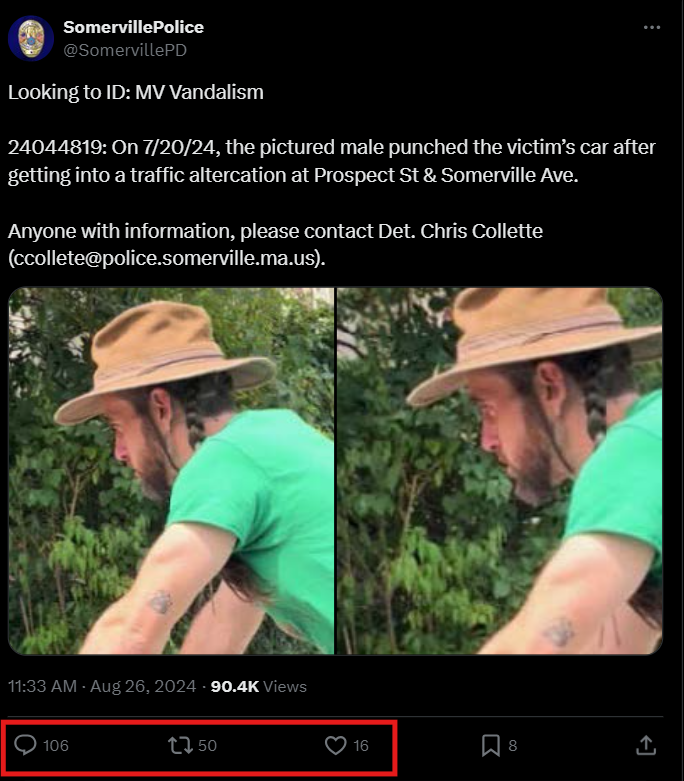 SomervillePolice
@SomervillePD
Looking to ID: MV Vandalism
24044819: On 7/20/24, the pictured male punched the victim's car after
getting into a traffic altercation at Prospect St & Somerville Ave.
Anyone with information, please contact Det. Chris Collette
(ccollete@police.somerville.ma.us).
11:33 AM · Aug 26, 2024 · 90.4K Views
106 50 16 8